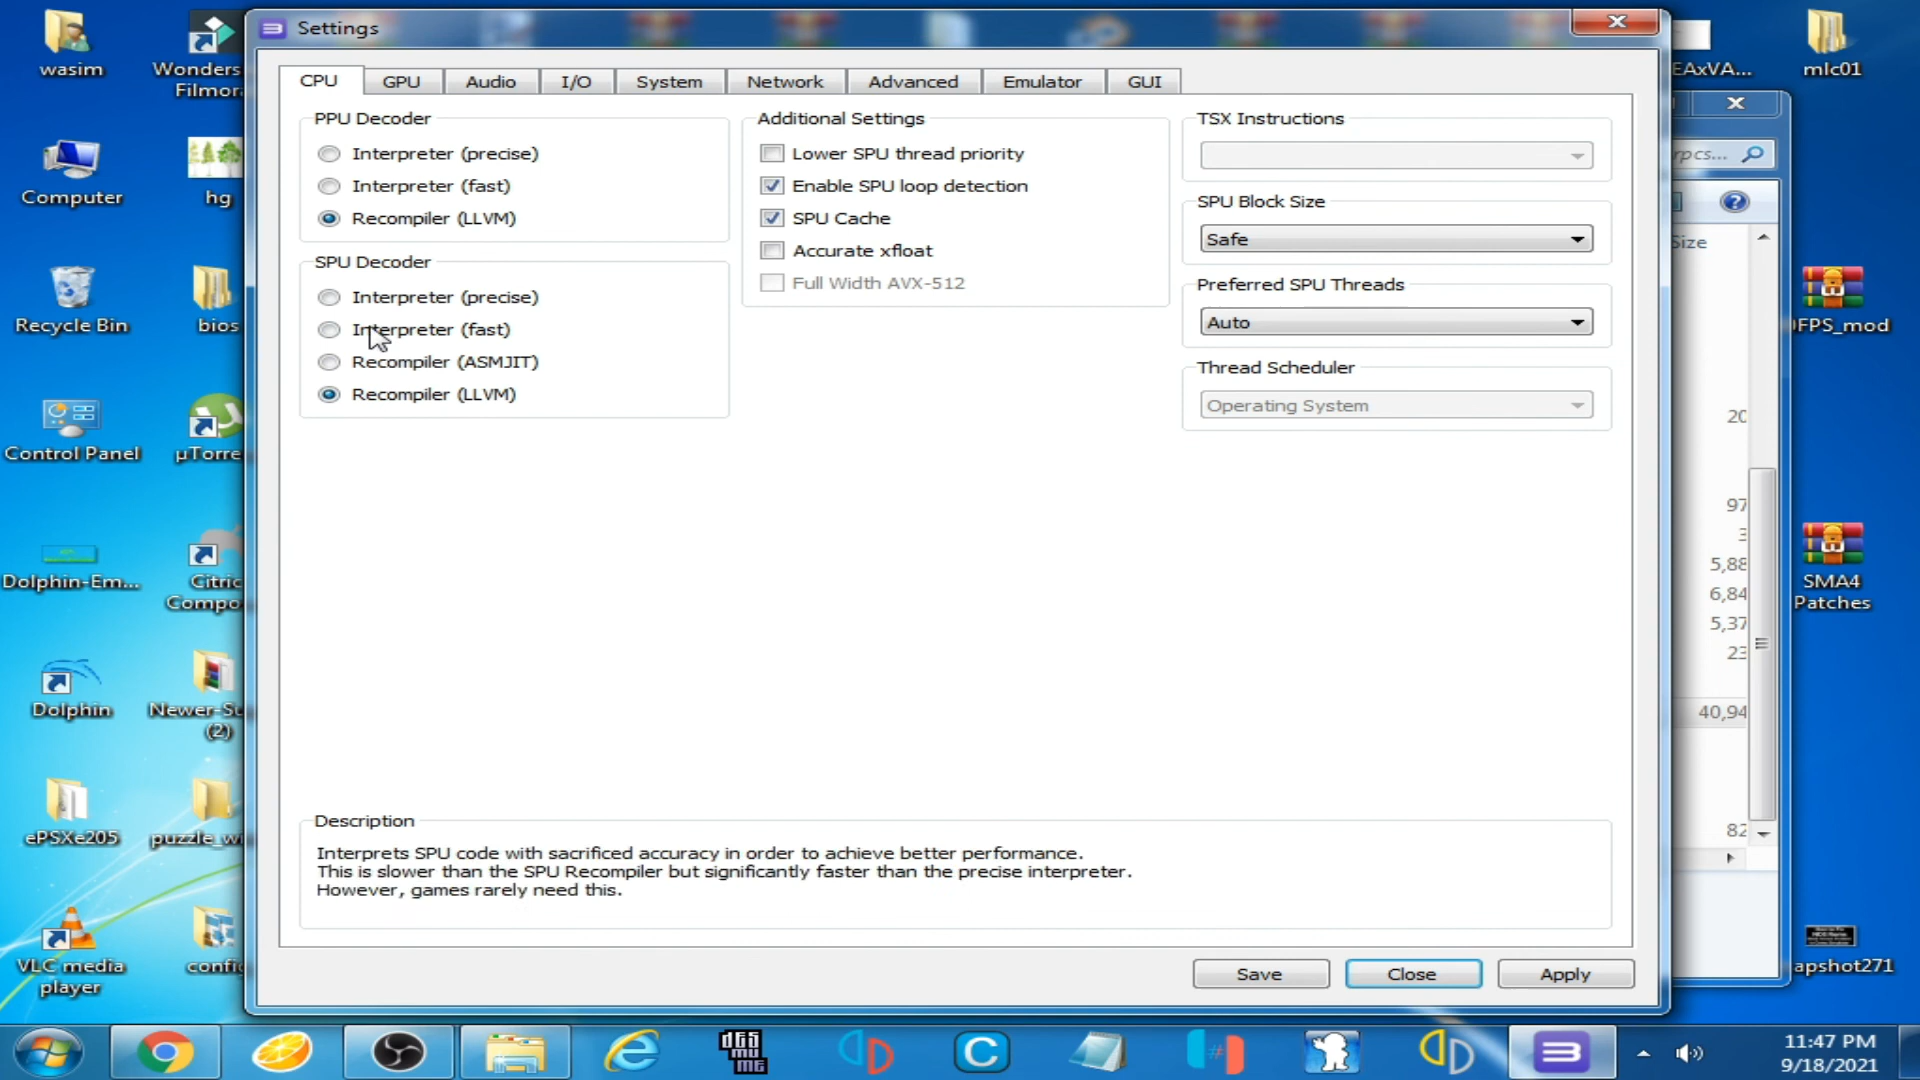 Settings
CPU
GPU
Audio
I/O
System
Network
Advanced
Emulator
GUI
PPU Decoder
Interpreter (precise)
Interpreter (fast)
Recompiler (LLVM)
SPU Decoder
Interpreter (precise)
Interpreter (fast)
Recompiler (ASMJIT)
Recompiler (LLVM)
Additional Settings
Lower SPU thread priority
Enable SPU loop detection
SPU Cache
Accurate xfloat
Full Width AVX-512
TSX Instructions
SPU Block Size
Safe
Preferred SPU Threads
Auto
Thread Scheduler
Operating System
Description
Interprets SPU code with sacrificed accuracy in order to achieve better performance.
This is slower than the SPU Recompiler but significantly faster than the precise interpreter.
However, games rarely need this.
Save
Close
Apply
wasim
Wonders
Filmor
Computer
hg
Recycle Bin
bios
Control Panel
µTorre
Dolphin-Em...
Citric
Compo
Dolphin
Newer-Su
(2)
ePSXe205
puzzle_wi
VLC media
player
config
EAxVA...
mlc01
rpcs...
Size
20
97
3
5,88
6,84
5,37
23
40,94
82
FPS_mod
SMA4
Patches
apshot271
11:47 PM
9/18/2021